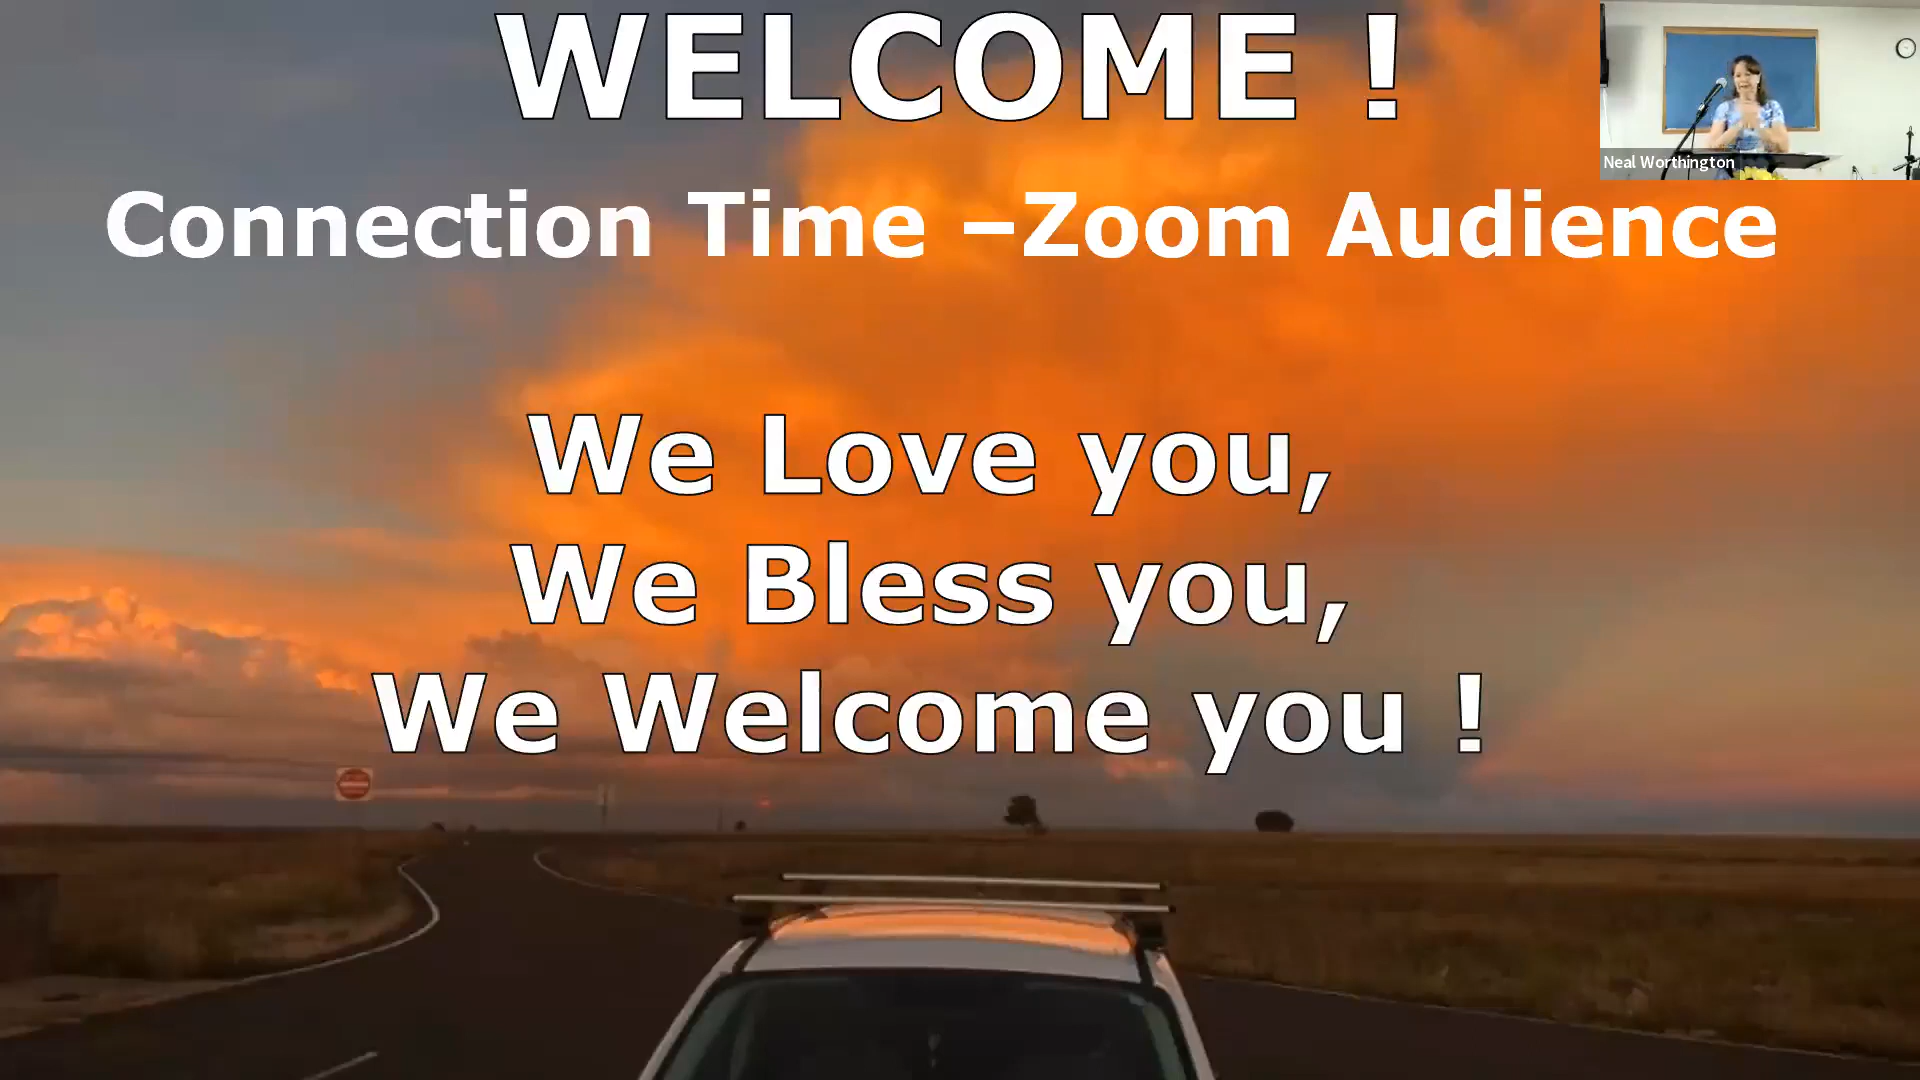 WELCOME !
Connection Time –Zoom Audience
Neal Worthington
We Love you,
We Bless you,
We Welcome you !